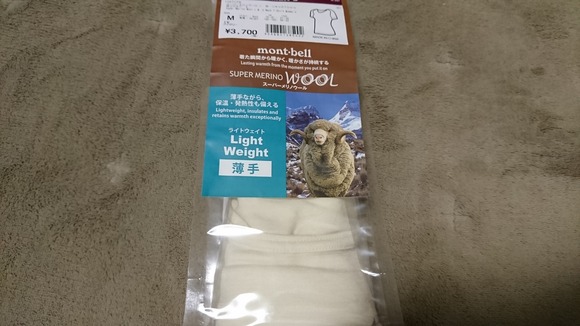 M
¥3,700
mont-bell
着た瞬間から暖かく、暖かさが持続する
Lasting warmth from the moment you put it on
SUPER MERINO WOOL
スーパーメリノウール
薄手ながら、
保温・発熱性も備える
Lightweight, insulates and
retains warmth exceptionally
ライトウェイト
Light
Weight
薄手